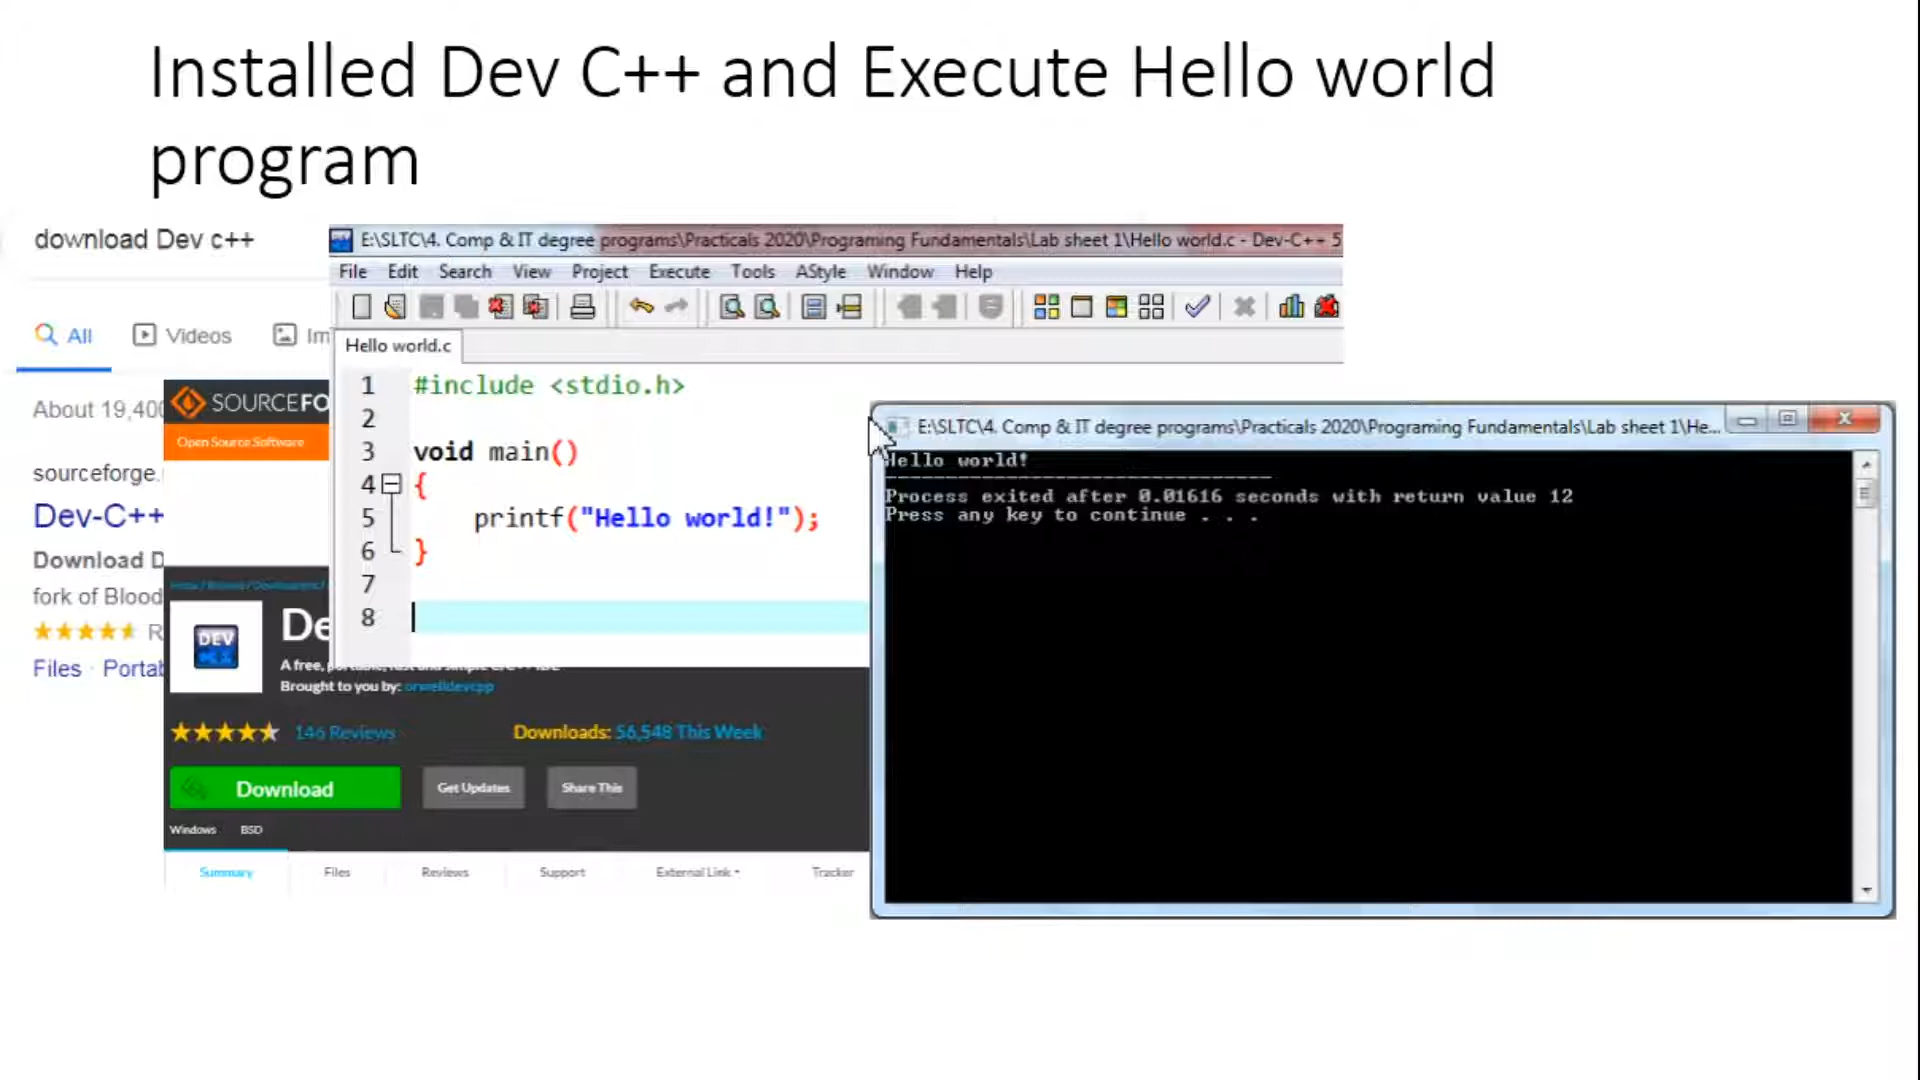 Installed Dev C++ and Execute Hello world
program
download Dev c++
All Videos Im
About 19,400
sourceforge.
Dev-C++
Download D
fork of Blood
R
Files · Portab
SOURCEFO
Open Source Software
De
A free,
Brought to you by: orwelldevcpp
146 Reviews Downloads: 56,548 This Week
Download Get Updates Share This
Windows BSD
Summary Files Reviews Support External Link Tracker
DEV
E:\SLTC\4. Comp & IT degree programs\Practicals 2020\Programing Fundamentals\Lab sheet 1\Hello world.c - Dev-C++ 5
File Edit Search View Project Execute Tools AStyle Window Help
Hello world.c
1 #include <stdio.h>
2
3 void main()
4 {
5 printf("Hello world!");
6 }
7
8
E:\SLTC\4. Comp & IT degree programs\Practicals 2020\Programing Fundamentals\Lab sheet 1\He...
Hello world!
--------------------------------
Process exited after 0.01616 seconds with return value 12
Press any key to continue . . .